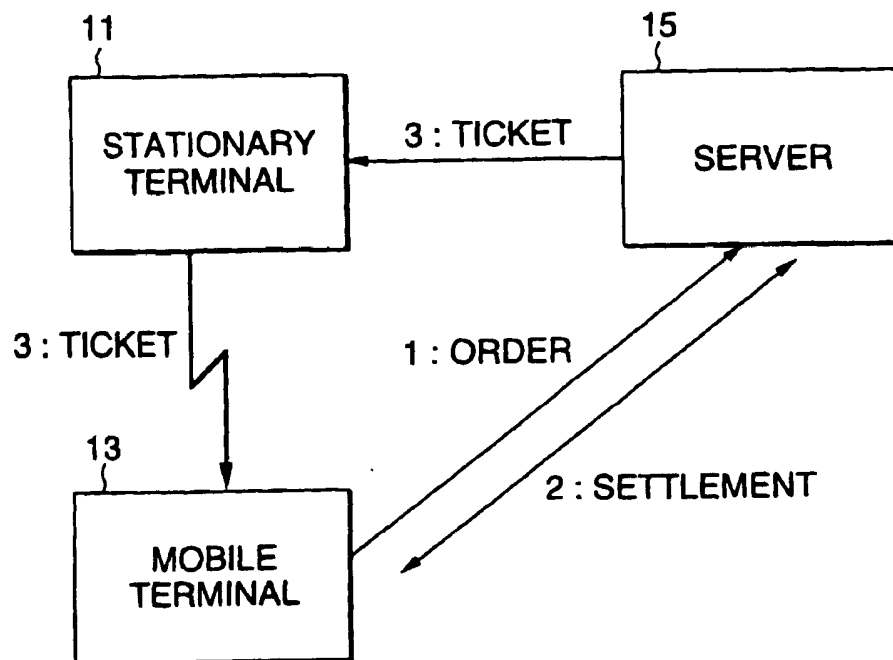 11
15
STATIONARY
TERMINAL
3 : TICKET
SERVER
3 : TICKET
1 : ORDER
13
2 : SETTLEMENT
MOBILE
TERMINAL